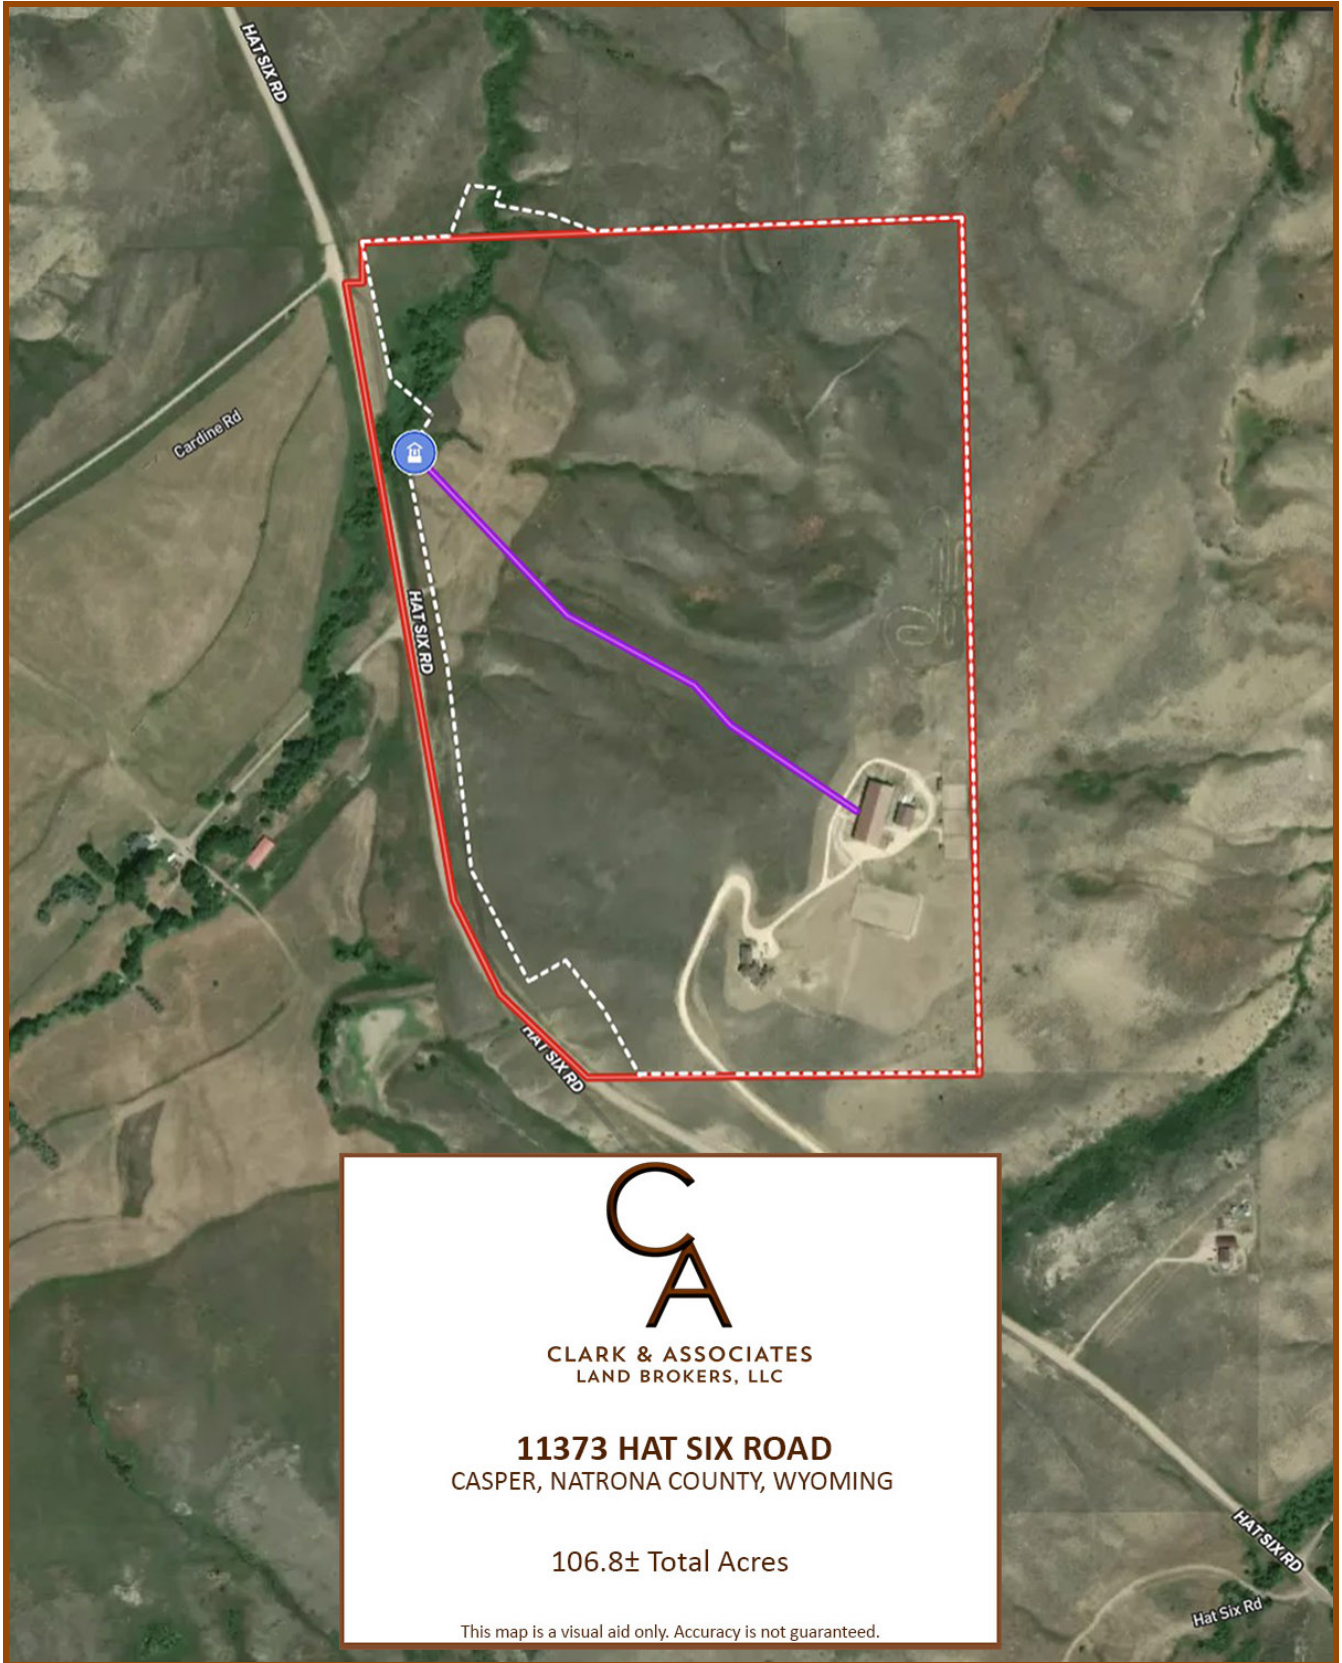 HAT SIX RD
Cardine Rd
HAT SIX RD
HAT SIX RD
CA
CLARK & ASSOCIATES
LAND BROKERS, LLC
11373 HAT SIX ROAD
CASPER, NATRONA COUNTY, WYOMING
106.8± Total Acres
This map is a visual aid only. Accuracy is not guaranteed.
HAT SIX RD
Hat Six Rd